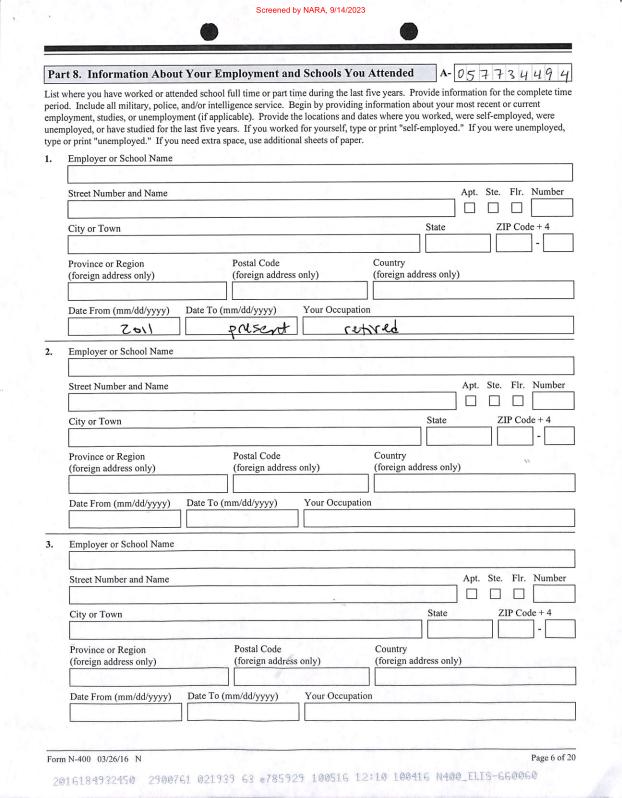 Screened by NARA, 9/14/2023
Part 8. Information About Your Employment and Schools You Attended A- 057734494
List where you have worked or attended school full time or part time during the last five years. Provide information for the complete time
period. Include all military, police, and/or intelligence service. Begin by providing information about your most recent or current
employment, studies, or unemployment (if applicable). Provide the locations and dates where you worked, were self-employed, were
unemployed, or have studied for the last five years. If you worked for yourself, type or print "self-employed." If you were unemployed,
type or print "unemployed." If you need extra space, use additional sheets of paper.
1. Employer or School Name
Street Number and Name Apt. Ste. Flr. Number
City or Town State ZIP Code + 4
-
Province or Region Postal Code Country
(foreign address only) (foreign address only) (foreign address only)
Date From (mm/dd/yyyy) Date To (mm/dd/yyyy) Your Occupation
2011 present retired
2. Employer or School Name
Street Number and Name Apt. Ste. Flr. Number
City or Town State ZIP Code + 4
-
Province or Region Postal Code Country
(foreign address only) (foreign address only) (foreign address only)
Date From (mm/dd/yyyy) Date To (mm/dd/yyyy) Your Occupation
3. Employer or School Name
Street Number and Name Apt. Ste. Flr. Number
City or Town State ZIP Code + 4
-
Province or Region Postal Code Country
(foreign address only) (foreign address only) (foreign address only)
Date From (mm/dd/yyyy) Date To (mm/dd/yyyy) Your Occupation
Form N-400 03/26/16 N Page 6 of 20
2016184932450 2900761 021939 63 e785929 100516 12:10 100416 N400_ELIS-660060